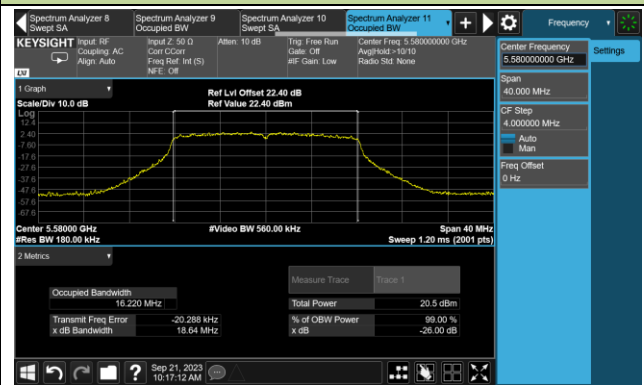 Spectrum Analyzer 8
Swept SA
Spectrum Analyzer 9
Occupied BW
Spectrum Analyzer 10
Swept SA
Spectrum Analyzer 11
Occupied BW
Frequency
KEYSIGHT
Input: RF
Coupling: AC
Align: Auto
Input Z: 50 Ω
Corr CCorr
Freq Ref: Int (S)
NFE: Off
Atten: 10 dB
Trig: Free Run
Gate: Off
#IF Gain: Low
Center Freq: 5.580000000 GHz
Avg|Hold:>10/10
Radio Std: None
LXI
1 Graph
Scale/Div 10.0 dB
Ref Lvl Offset 22.40 dB
Ref Value 22.40 dBm
Log
12.4
2.40
-7.60
-17.6
-27.6
-37.6
-47.6
-57.6
-67.6
Center 5.58000 GHz
#Res BW 180.00 kHz
#Video BW 560.00 kHz
Span 40 MHz
Sweep 1.20 ms (2001 pts)
2 Metrics
Measure Trace
Trace 1
Occupied Bandwidth
16.220 MHz
Total Power
20.5 dBm
Transmit Freq Error
-20.288 kHz
% of OBW Power
99.00 %
x dB Bandwidth
18.64 MHz
x dB
-26.00 dB
Center Frequency
5.580000000 GHz
Settings
Span
40.000 MHz
CF Step
4.000000 MHz
Auto
Man
Freq Offset
0 Hz
?
Sep 21, 2023
10:17:12 AM